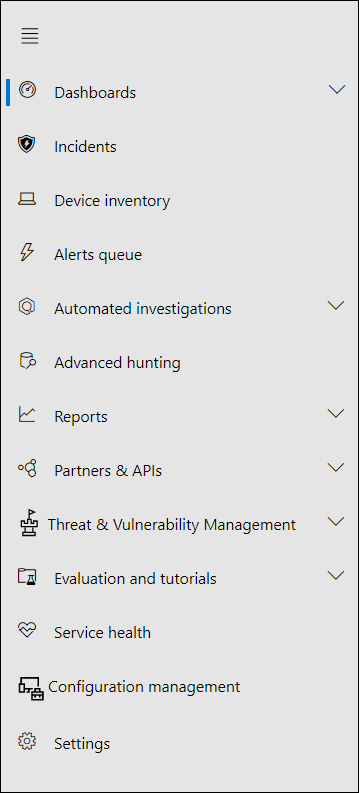 Dashboards
Incidents
Device inventory
Alerts queue
Automated investigations
Advanced hunting
Reports
Partners & APIs
Threat & Vulnerability Management
Evaluation and tutorials
Service health
Configuration management
Settings